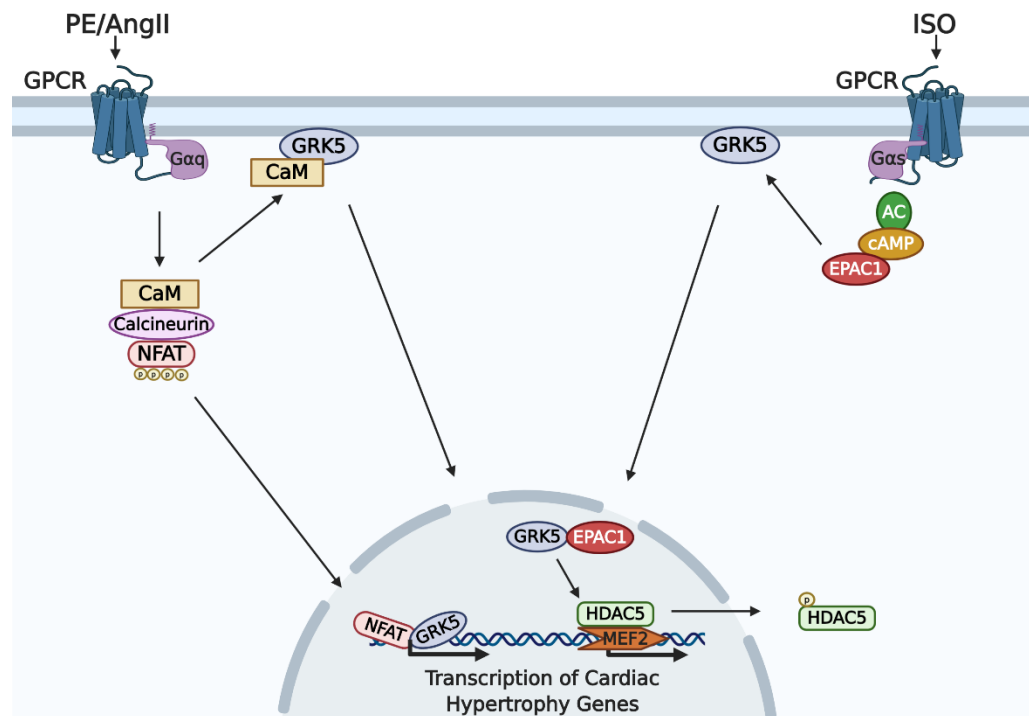 PE/AngII
ISO
GPCR
GPCR
Gαq
GRK5
CaM
GRK5
Gαs
AC
cAMP
EPAC1
CaM
Calcineurin
NFAT
P P P P
GRK5 EPAC1
P
HDAC5
HDAC5
NFAT GRK5
MEF2
Transcription of Cardiac
Hypertrophy Genes